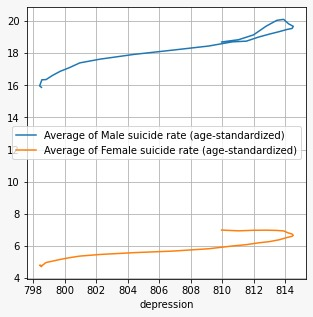 20
18
16
14
Average of Male suicide rate (age-standardized)
Average of Female suicide rate (age-standardized)
10
8
6
4
798 800 802 804 806 808 810 812 814
depression